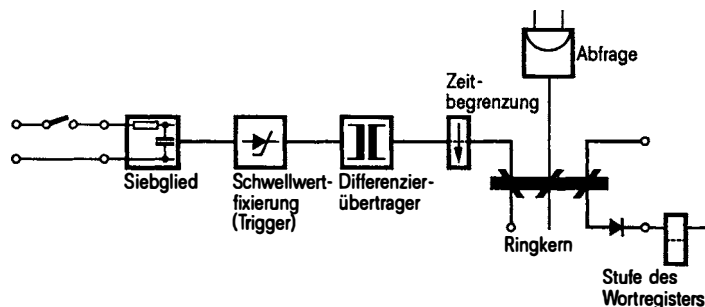 Abfrage
Zeit-
begrenzung
Siebglied
Schwellwert-
fixierung
(Trigger)
Differenzier-
übertrager
Ringkern
Stufe des
Wortregisters